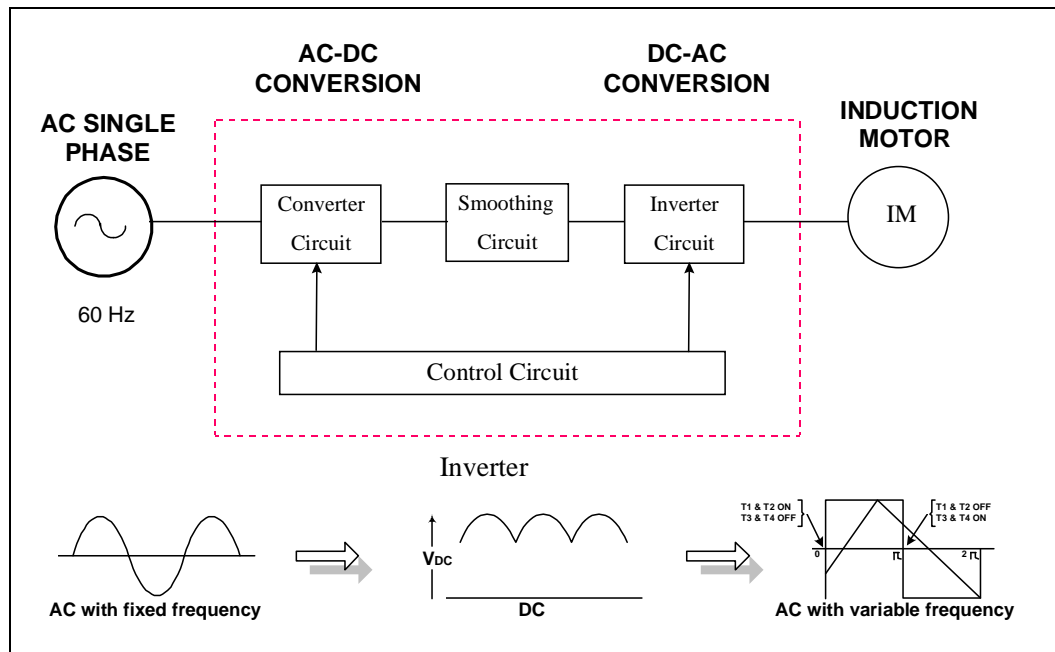 AC-DC
CONVERSION
DC-AC
CONVERSION
AC SINGLE
PHASE
INDUCTION
MOTOR
Converter
Circuit
Smoothing
Circuit
Inverter
Circuit
IM
60 Hz
Control Circuit
Inverter
T1 & T2 ON
T3 & T4 OFF
T1 & T2 OFF
T3 & T4 ON
VDC
0
π
2 π
AC with fixed frequency
DC
AC with variable frequency